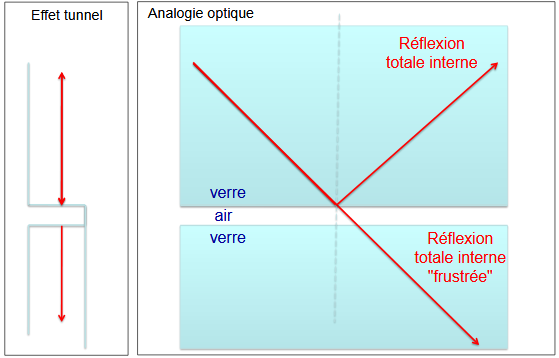 Effet tunnel
Analogie optique
Réflexion
totale interne
verre
air
verre
Réflexion
totale interne
"frustrée"